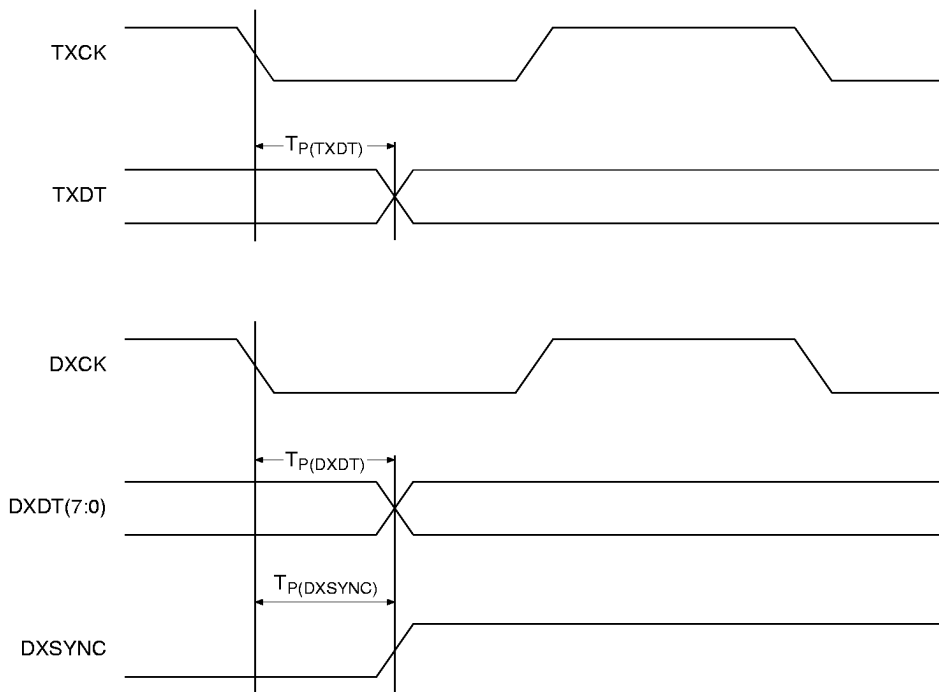 TXCK
TP(TXDT)
TXDT
DXCK
TP(DXDT)
DXDT(7:0)
TP(DXSYNC)
DXSYNC